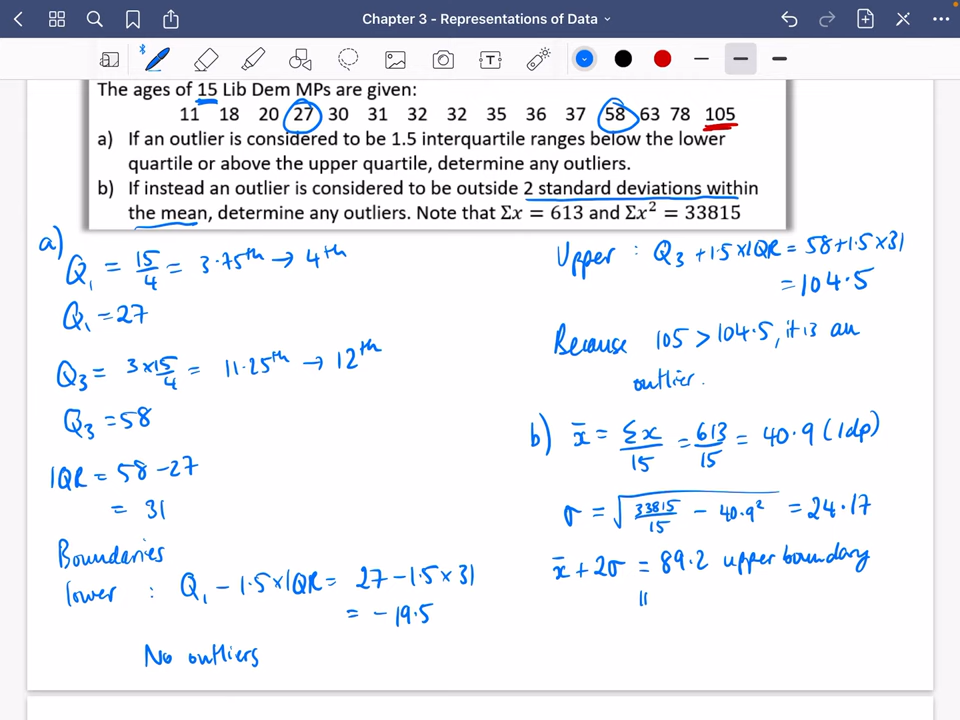 Chapter 3 - Representations of Data
The ages of 15 Lib Dem MPs are given:
11 18 20 27 30 31 32 32 35 36 37 58 63 78 105
a) If an outlier is considered to be 1.5 interquartile ranges below the lower
quartile or above the upper quartile, determine any outliers.
b) If instead an outlier is considered to be outside 2 standard deviations within
the mean, determine any outliers. Note that Σx = 613 and Σx² = 33815
a)
Q₁ = 15/4 = 3.75th → 4th
Q₁ = 27
Q₃ = 3×15/4 = 11.25th → 12th
Q₃ = 58
IQR = 58 - 27
= 31
Boundaries
lower : Q₁ - 1.5×IQR = 27 - 1.5×31
= -19.5
No outliers
Upper : Q₃ + 1.5×IQR = 58+1.5×31
= 104.5
Because 105 > 104.5, it is an
outlier.
b) x̄ = Σx/15 = 613/15 = 40.9 (1dp)
σ = √(33815/15 - 40.9²) = 24.17
x̄ + 2σ = 89.2 upper boundary
11